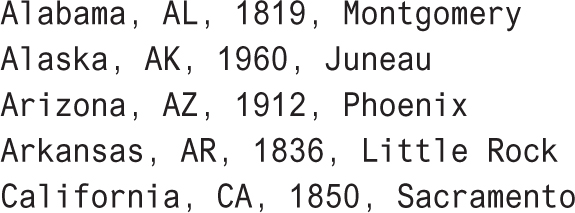 Alabama, AL, 1819, Montgomery
Alaska, AK, 1960, Juneau
Arizona, AZ, 1912, Phoenix
Arkansas, AR, 1836, Little Rock
California, CA, 1850, Sacramento